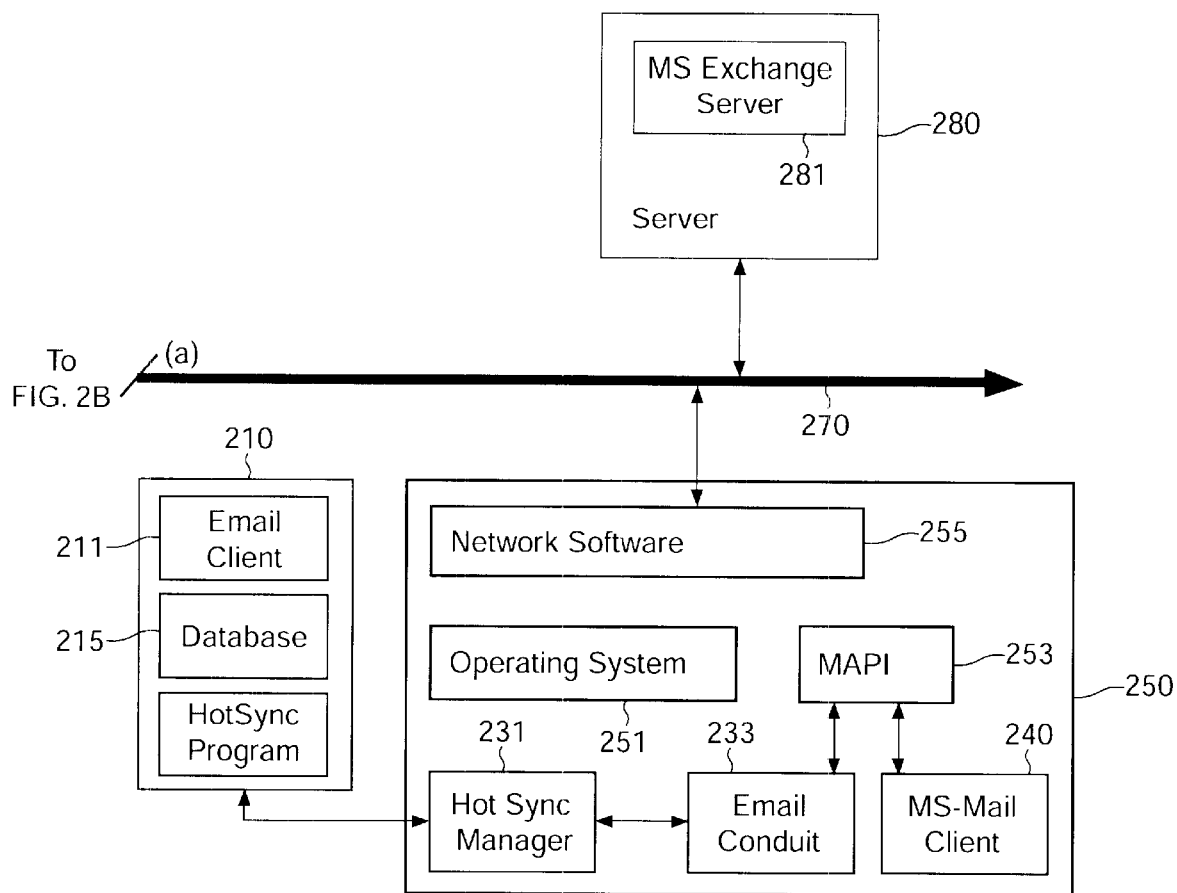 MS Exchange
Server
281
280
Server
To
FIG. 2B
(a)
270
210
211
Email
Client
215
Database
HotSync
Program
Network Software
255
Operating System
251
MAPI
253
250
231
Hot Sync
Manager
233
Email
Conduit
240
MS-Mail
Client